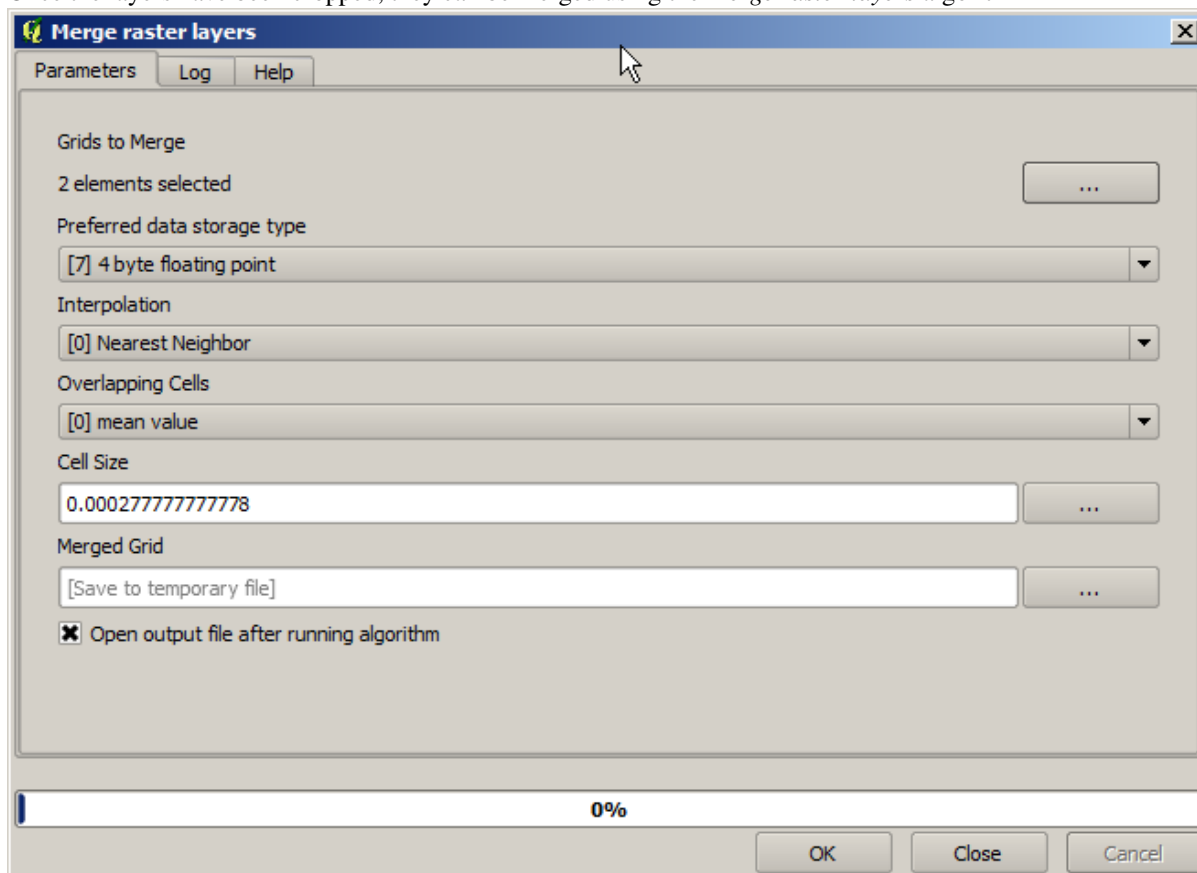 Merge raster layers
Parameters Log Help
Grids to Merge
2 elements selected ...
Preferred data storage type
[7] 4 byte floating point
Interpolation
[0] Nearest Neighbor
Overlapping Cells
[0] mean value
Cell Size
0.000277777777778 ...
Merged Grid
[Save to temporary file] ...
Open output file after running algorithm
0%
OK Close Cancel